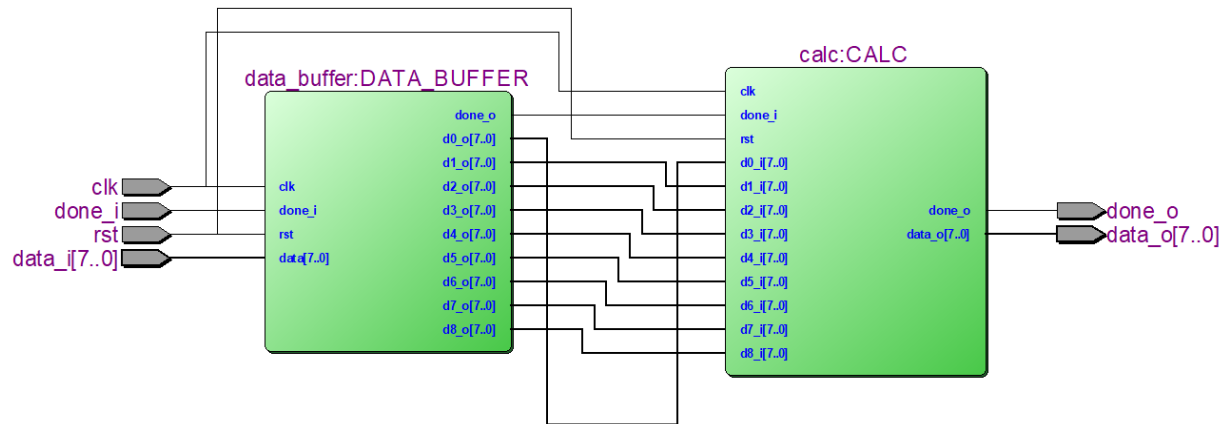 calc:CALC
data_buffer:DATA_BUFFER
clk
done_i
rst
data_i[7..0]
clk
done_i
rst
data[7..0]
done_o
d0_o[7..0]
d1_o[7..0]
d2_o[7..0]
d3_o[7..0]
d4_o[7..0]
d5_o[7..0]
d6_o[7..0]
d7_o[7..0]
d8_o[7..0]
clk
done_i
rst
d0_i[7..0]
d1_i[7..0]
d2_i[7..0]
d3_i[7..0]
d4_i[7..0]
d5_i[7..0]
d6_i[7..0]
d7_i[7..0]
d8_i[7..0]
done_o
data_o[7..0]
done_o
data_o[7..0]